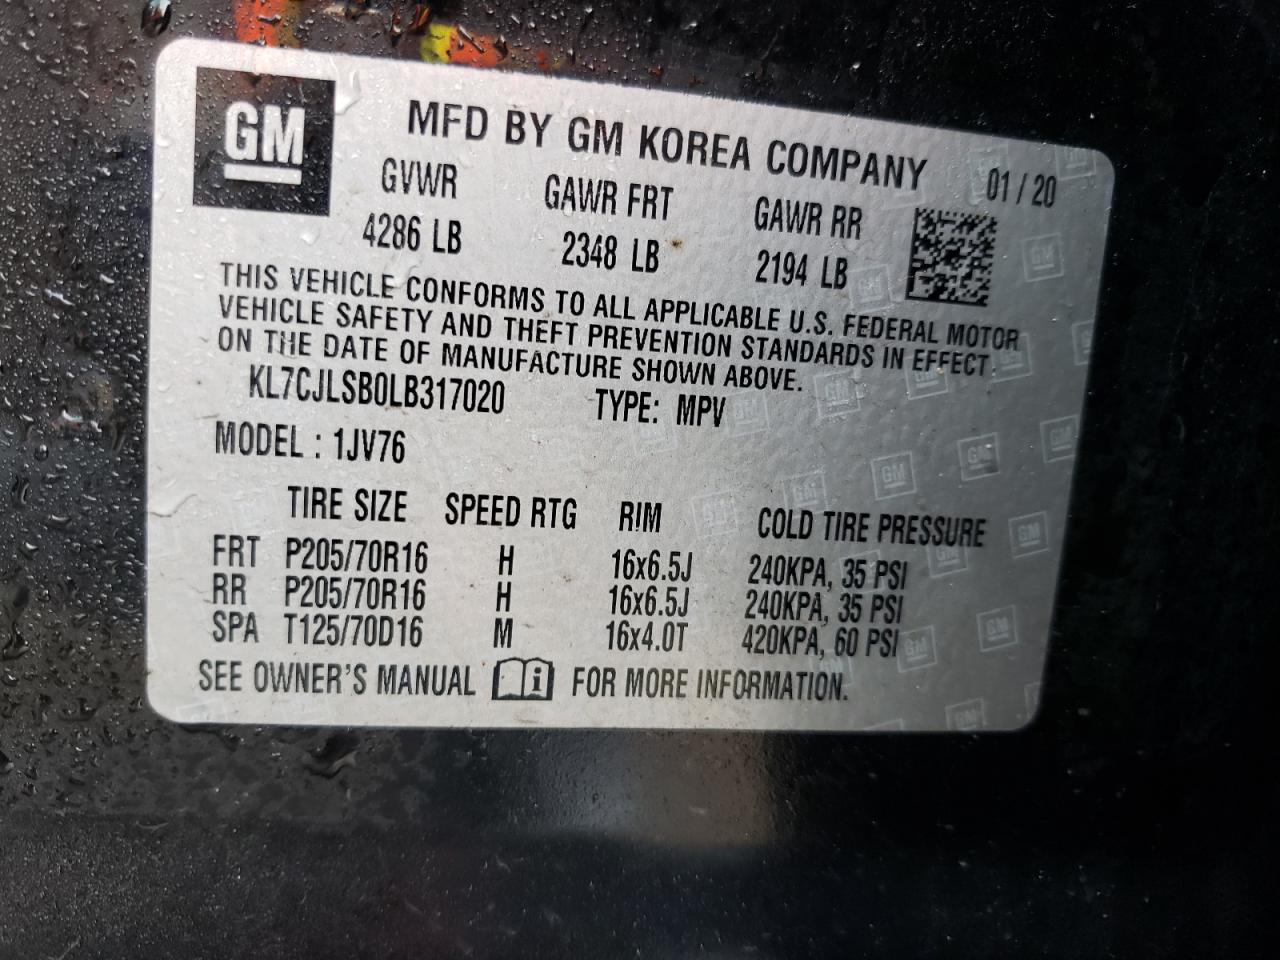 GM
MFD BY GM KOREA COMPANY 01 / 20
GVWR GAWR FRT GAWR RR
4286 LB 2348 LB 2194 LB
THIS VEHICLE CONFORMS TO ALL APPLICABLE U.S. FEDERAL MOTOR
VEHICLE SAFETY AND THEFT PREVENTION STANDARDS IN EFFECT
ON THE DATE OF MANUFACTURE SHOWN ABOVE.
KL7CJLSB0LB317020 TYPE: MPV
MODEL : 1JV76
TIRE SIZE SPEED RTG RIM COLD TIRE PRESSURE
FRT P205/70R16 H 16x6.5J 240KPA, 35 PSI
RR P205/70R16 H 16x6.5J 240KPA, 35 PSI
SPA T125/70D16 M 16x4.0T 420KPA, 60 PSI
SEE OWNER'S MANUAL i FOR MORE INFORMATION.